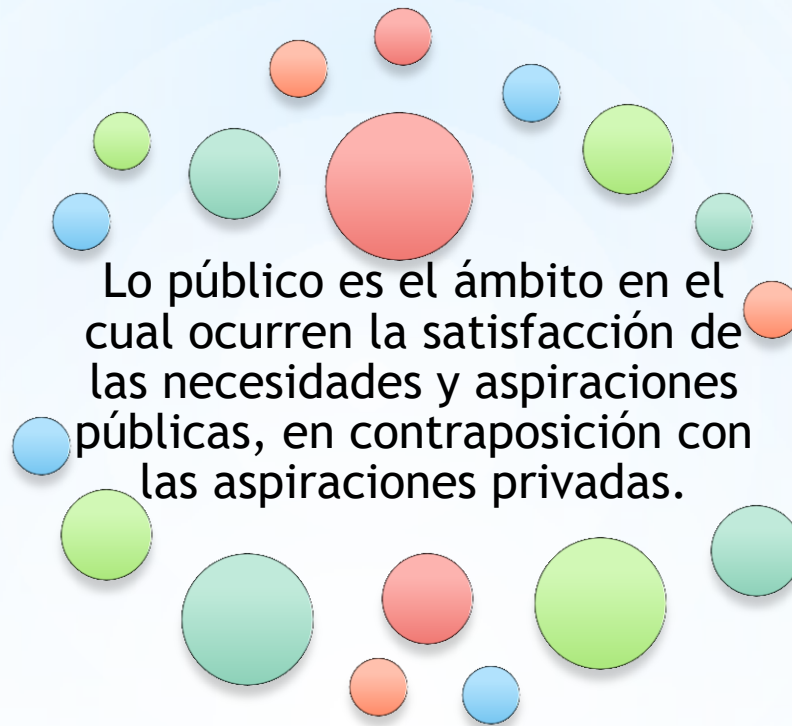 Lo público es el ámbito en el
cual ocurren la satisfacción de
las necesidades y aspiraciones
públicas, en contraposición con
las aspiraciones privadas.